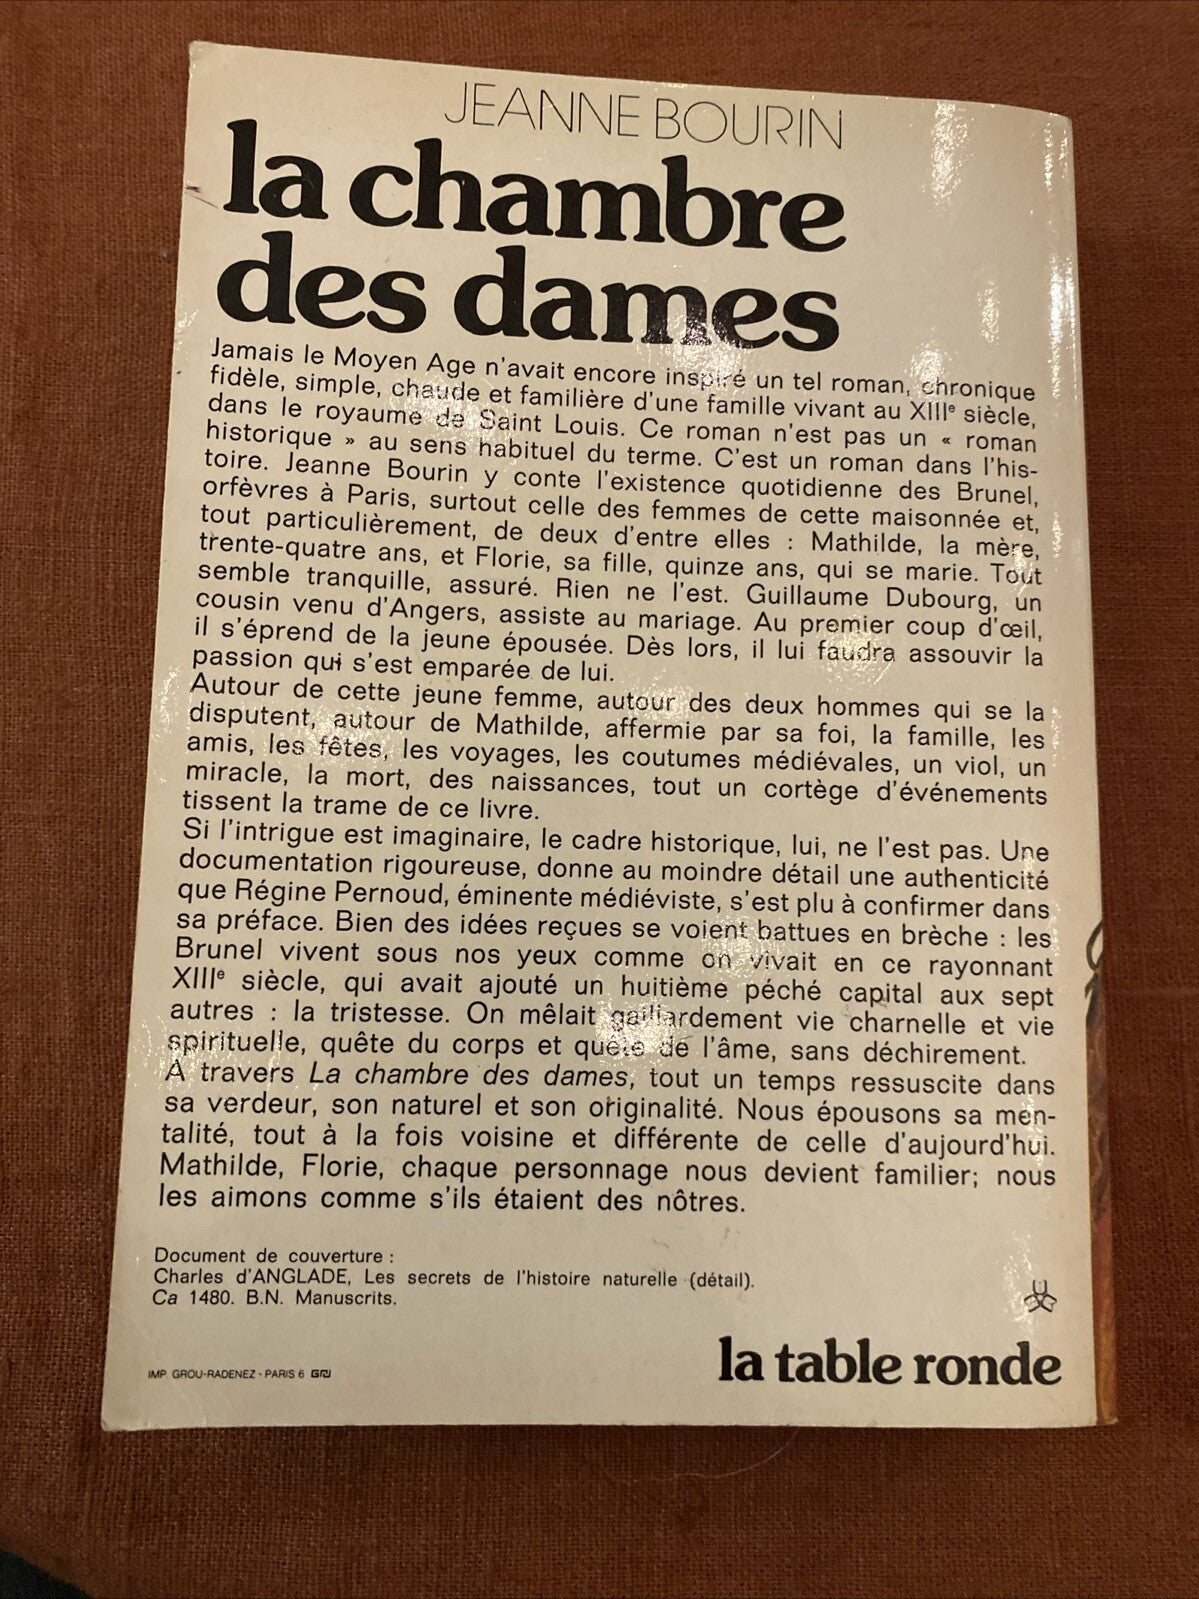 JEANNE BOURIN
la chambre
des dames
Jamais le Moyen Age n'avait encore inspiré un tel roman, chronique
fidèle, simple, chaude et familière d'une famille vivant au XIIIe siècle,
dans le royaume de Saint Louis. Ce roman n'est pas un « roman
historique » au sens habituel du terme. C'est un roman dans l'his-
toire. Jeanne Bourin y conte l'existence quotidienne des Brunel,
orfèvres à Paris, surtout celle des femmes de cette maisonnée et,
tout particulièrement, de deux d'entre elles : Mathilde, la mère,
trente-quatre ans, et Florie, sa fille, quinze ans, qui se marie. Tout
semble tranquille, assuré. Rien ne l'est. Guillaume Dubourg, un
cousin venu d'Angers, assiste au mariage. Au premier coup d'œil,
il s'éprend de la jeune épousée. Dès lors, il lui faudra assouvir la
passion qui s'est emparée de lui.
Autour de cette jeune femme, autour des deux hommes qui se la
disputent, autour de Mathilde, affermie par sa foi, la famille, les
amis, les fêtes, les voyages, les coutumes médiévales, un viol, un
miracle, la mort, des naissances, tout un cortège d'événements
tissent la trame de ce livre.
Si l'intrigue est imaginaire, le cadre historique, lui, ne l'est pas. Une
documentation rigoureuse, donne au moindre détail une authenticité
que Régine Pernoud, éminente médiéviste, s'est plu à confirmer dans
sa préface. Bien des idées reçues se voient battues en brèche : les
Brunel vivent sous nos yeux comme on vivait en ce rayonnant
XIIIe siècle, qui avait ajouté un huitième péché capital aux sept
autres : la tristesse. On mêlait gaillardement vie charnelle et vie
spirituelle, quête du corps et quête de l'âme, sans déchirement.
A travers La chambre des dames, tout un temps ressuscite dans
sa verdeur, son naturel et son originalité. Nous épousons sa men-
talité, tout à la fois voisine et différente de celle d'aujourd'hui.
Mathilde, Florie, chaque personnage nous devient familier; nous
les aimons comme s'ils étaient des nôtres.
Document de couverture :
Charles d'ANGLADE, Les secrets de l'histoire naturelle (détail).
Ca 1480. B.N. Manuscrits.
IMP. GROU-RADENEZ - PARIS 6 GRN
la table ronde